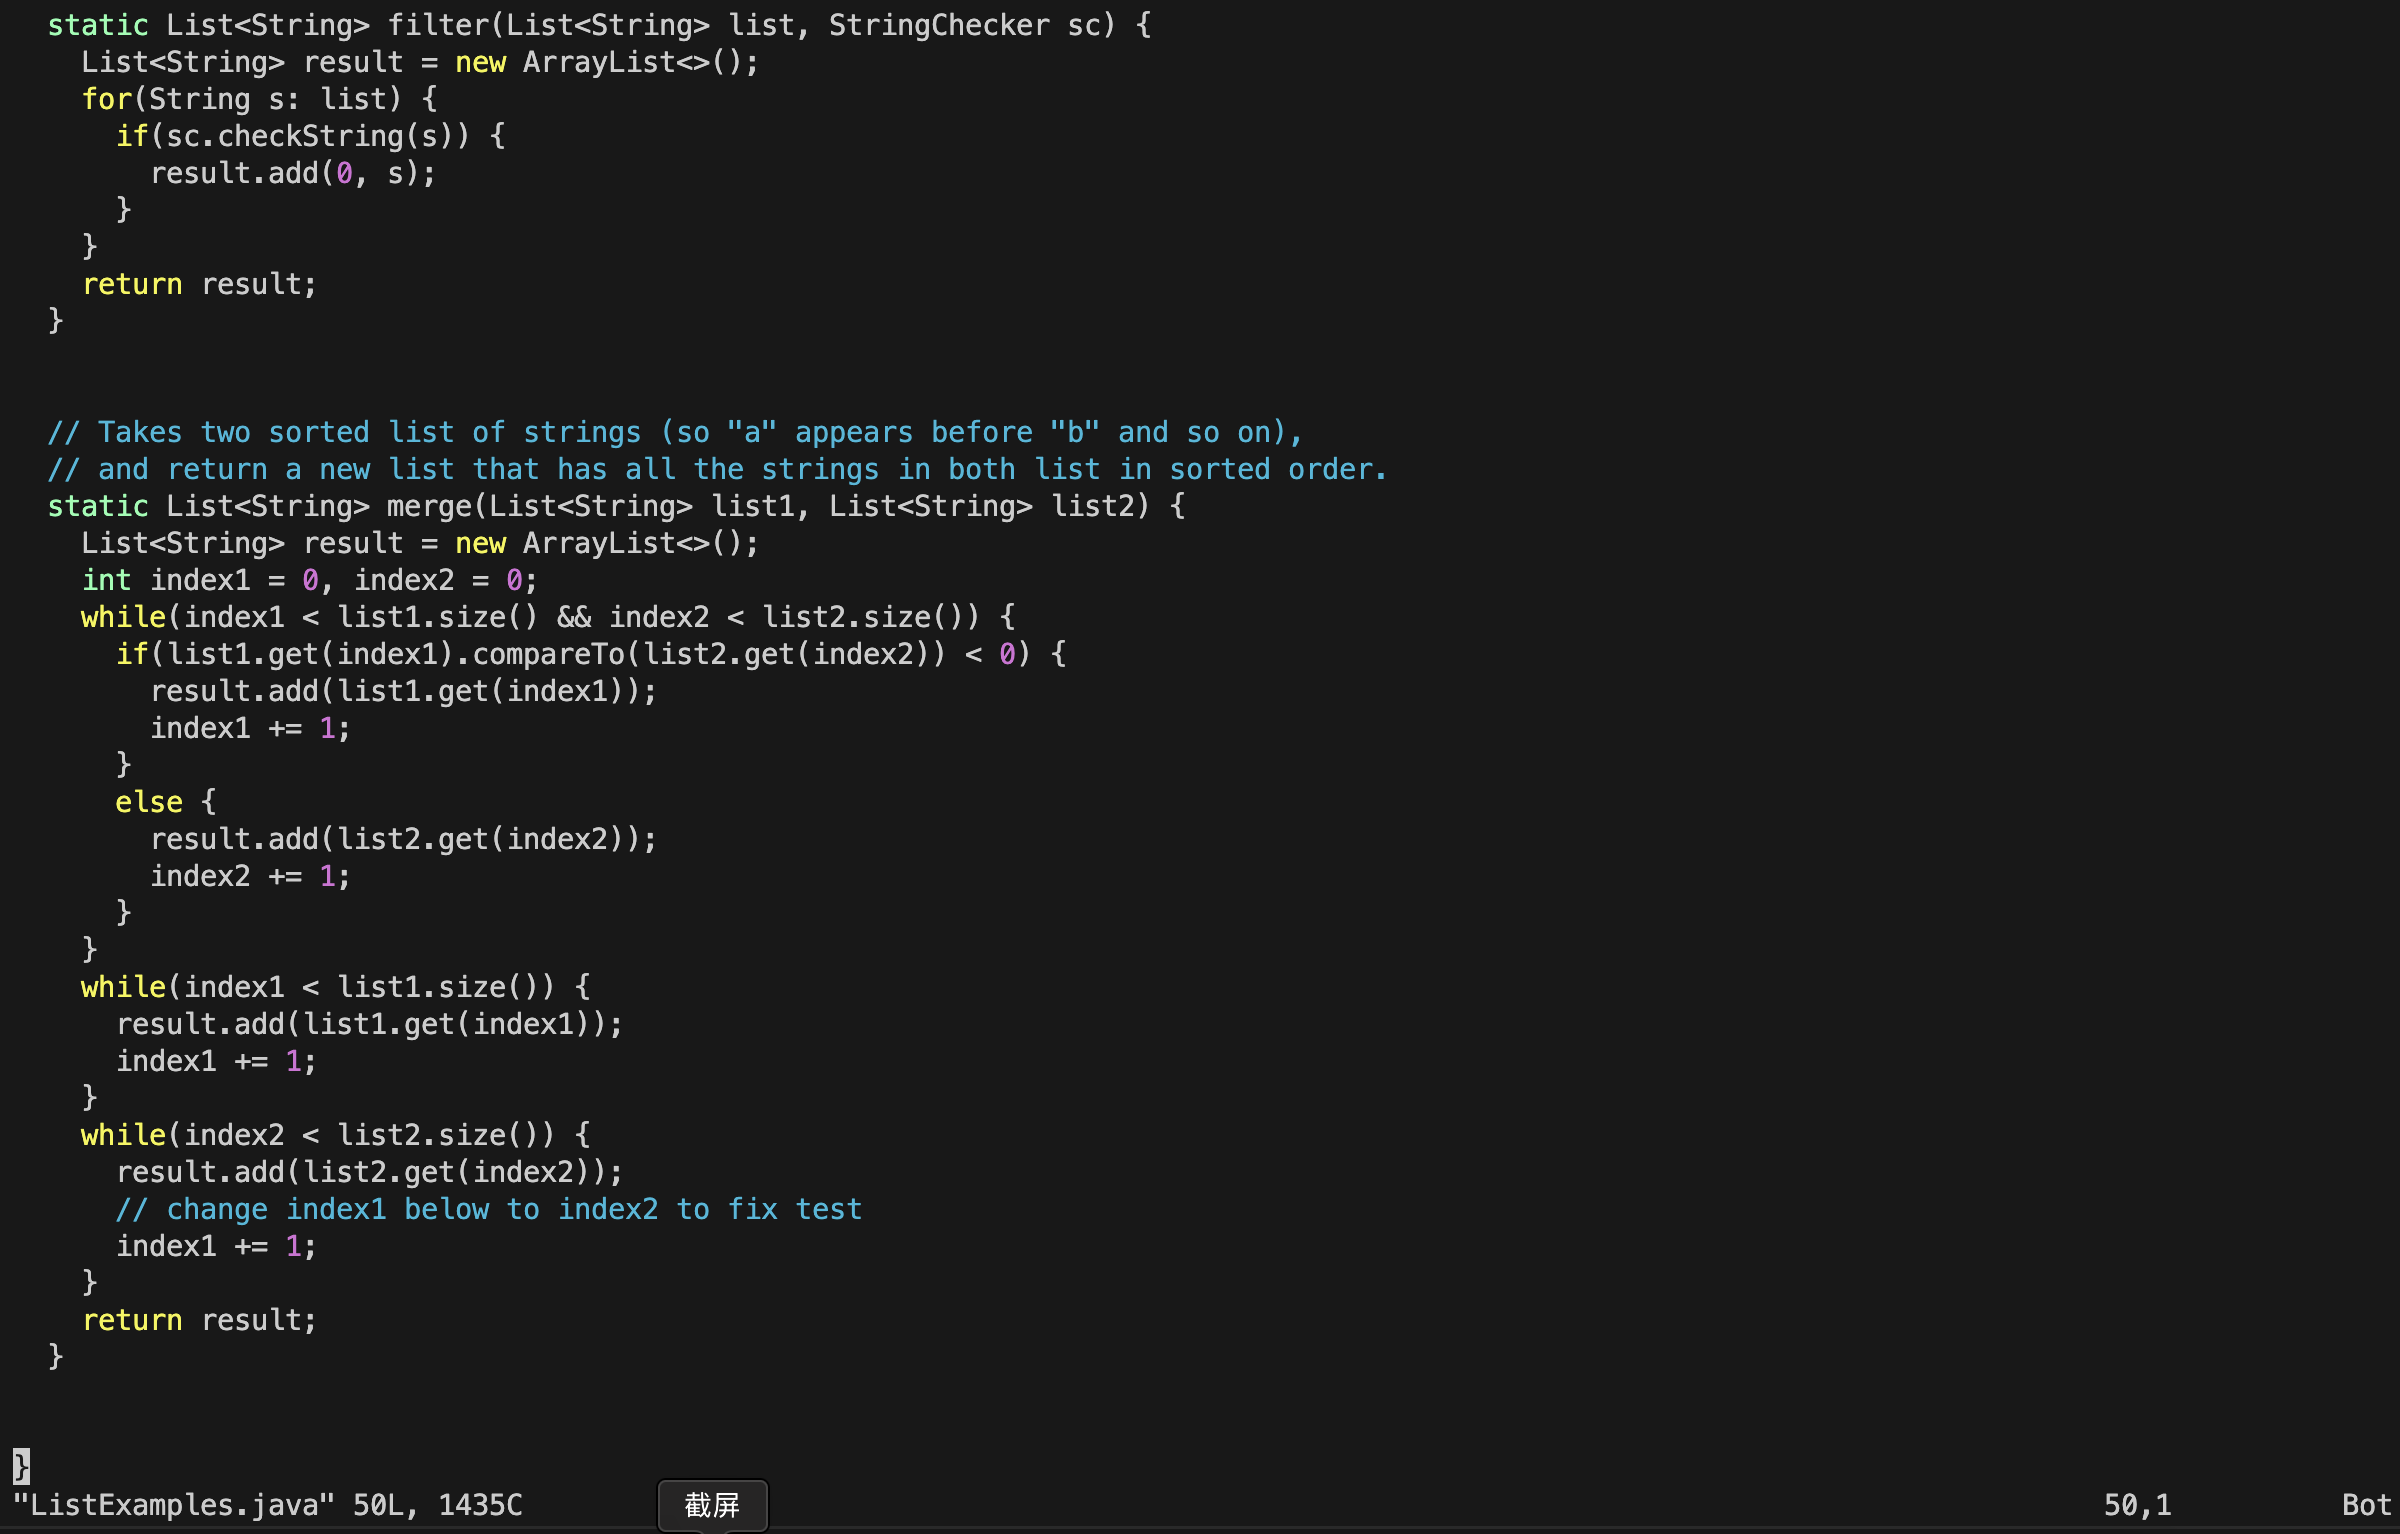 static List<String> filter(List<String> list, StringChecker sc) {
    List<String> result = new ArrayList<>();
    for(String s: list) {
      if(sc.checkString(s)) {
        result.add(0, s);
      }
    }
    return result;
  }
  // Takes two sorted list of strings (so "a" appears before "b" and so on),
  // and return a new list that has all the strings in both list in sorted order.
  static List<String> merge(List<String> list1, List<String> list2) {
    List<String> result = new ArrayList<>();
    int index1 = 0, index2 = 0;
    while(index1 < list1.size() && index2 < list2.size()) {
      if(list1.get(index1).compareTo(list2.get(index2)) < 0) {
        result.add(list1.get(index1));
        index1 += 1;
      }
      else {
        result.add(list2.get(index2));
        index2 += 1;
      }
    }
    while(index1 < list1.size()) {
      result.add(list1.get(index1));
      index1 += 1;
    }
    while(index2 < list2.size()) {
      result.add(list2.get(index2));
      // change index1 below to index2 to fix test
      index1 += 1;
    }
    return result;
  }
}
"ListExamples.java" 50L, 1435C 截屏 50,1 Bot